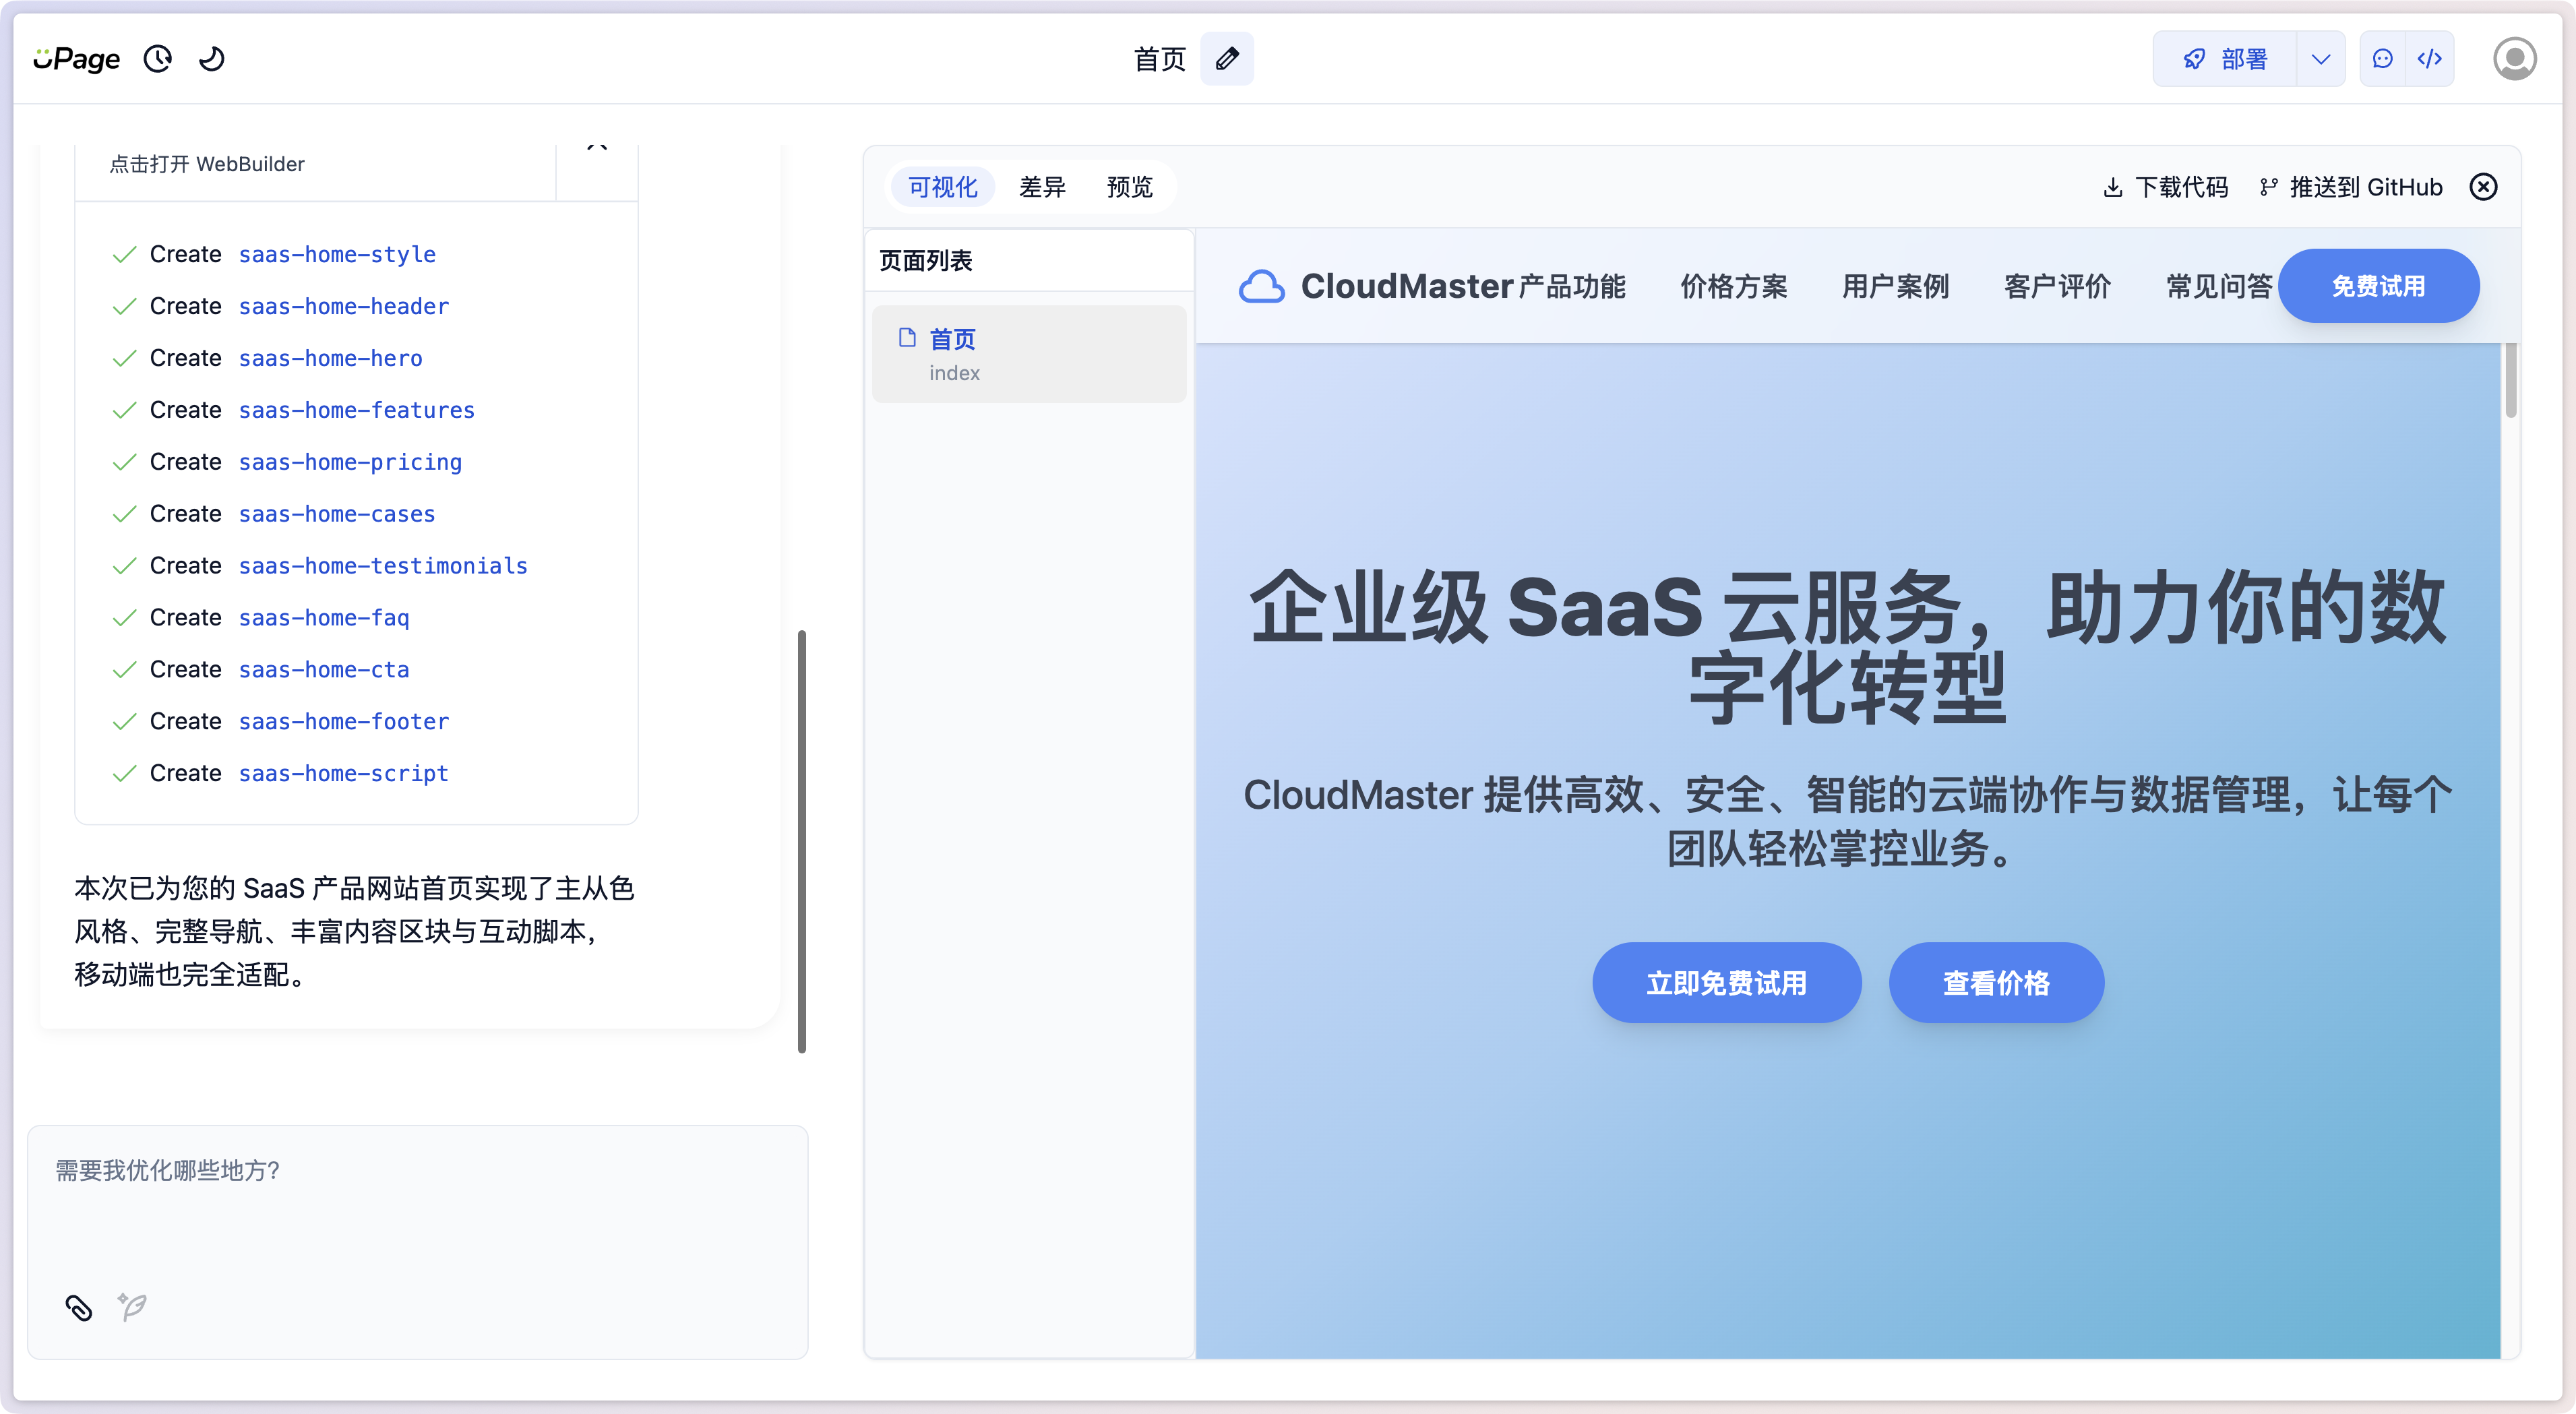 uPage
首页
部署
点击打开 WebBuilder
Create saas-home-style
Create saas-home-header
Create saas-home-hero
Create saas-home-features
Create saas-home-pricing
Create saas-home-cases
Create saas-home-testimonials
Create saas-home-faq
Create saas-home-cta
Create saas-home-footer
Create saas-home-script
本次已为您的 SaaS 产品网站首页实现了主从色
风格、完整导航、丰富内容区块与互动脚本，
移动端也完全适配。
需要我优化哪些地方?
可视化 差异 预览
下载代码 推送到 GitHub
页面列表
首页
index
CloudMaster 产品功能 价格方案 用户案例 客户评价 常见问答 免费试用
企业级 SaaS 云服务，助力你的数
字化转型
CloudMaster 提供高效、安全、智能的云端协作与数据管理，让每个
团队轻松掌控业务。
立即免费试用 查看价格